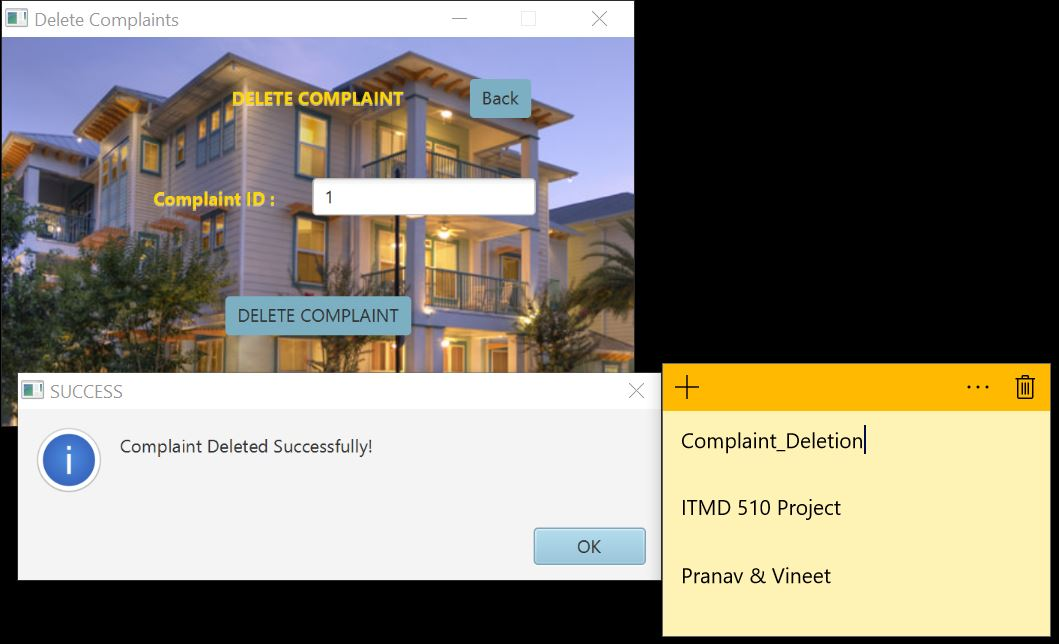 Delete Complaints
DELETE COMPLAINT
Back
Complaint ID :
1
DELETE COMPLAINT
SUCCESS
Complaint Deleted Successfully!
OK
Complaint_Deletion
ITMD 510 Project
Pranav & Vineet